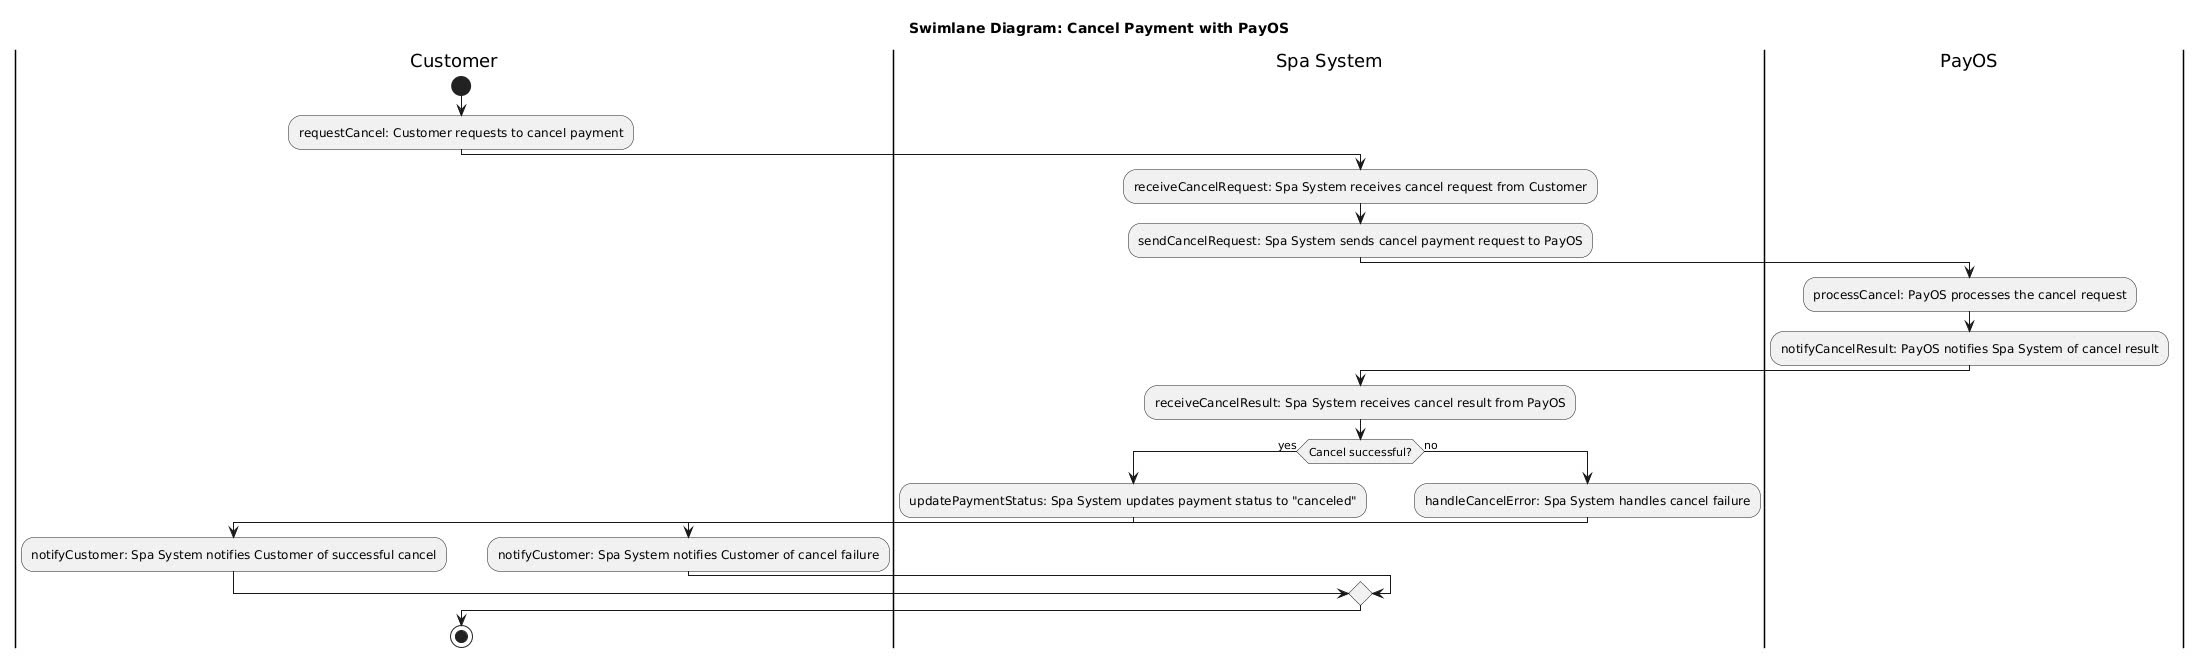 Swimlane Diagram: Cancel Payment with PayOS
Customer
Spa System
PayOS
requestCancel: Customer requests to cancel payment
receiveCancelRequest: Spa System receives cancel request from Customer
sendCancelRequest: Spa System sends cancel payment request to PayOS
processCancel: PayOS processes the cancel request
notifyCancelResult: PayOS notifies Spa System of cancel result
receiveCancelResult: Spa System receives cancel result from PayOS
yes
Cancel successful?
no
updatePaymentStatus: Spa System updates payment status to "canceled"
handleCancelError: Spa System handles cancel failure
notifyCustomer: Spa System notifies Customer of successful cancel
notifyCustomer: Spa System notifies Customer of cancel failure